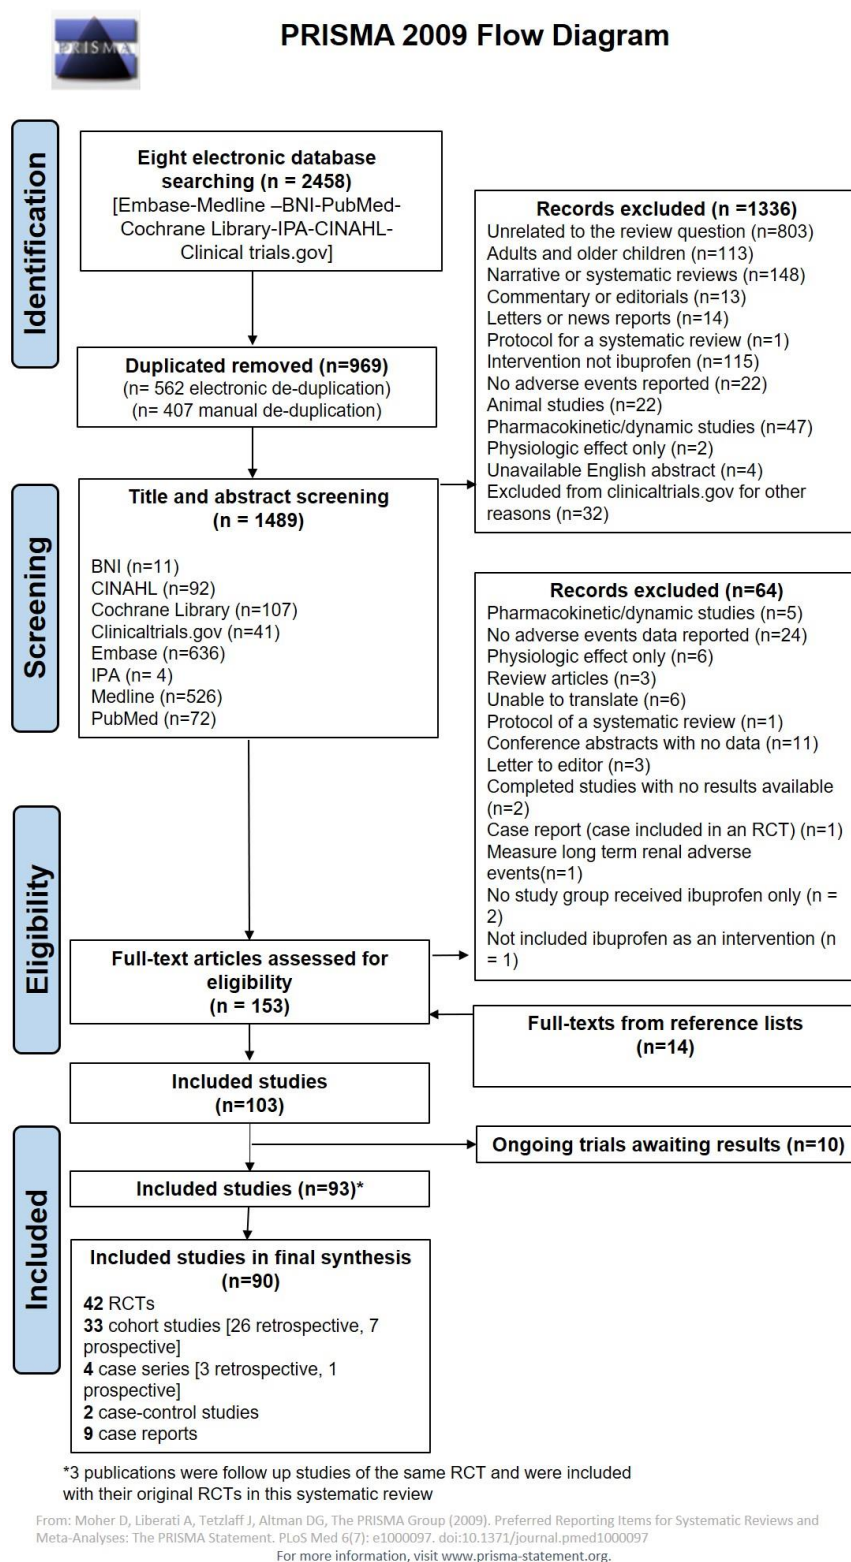 PRISMA
PRISMA 2009 Flow Diagram
Identification
Eight electronic database
searching (n = 2458)
[Embase-Medline –BNI-PubMed-
Cochrane Library-IPA-CINAHL-
Clinical trials.gov]
Duplicated removed (n=969)
(n= 562 electronic de-duplication)
(n= 407 manual de-duplication)
Records excluded (n =1336)
Unrelated to the review question (n=803)
Adults and older children (n=113)
Narrative or systematic reviews (n=148)
Commentary or editorials (n=13)
Letters or news reports (n=14)
Protocol for a systematic review (n=1)
Intervention not ibuprofen (n=115)
No adverse events reported (n=22)
Animal studies (n=22)
Pharmacokinetic/dynamic studies (n=47)
Physiologic effect only (n=2)
Unavailable English abstract (n=4)
Excluded from clinicaltrials.gov for other
reasons (n=32)
Screening
Title and abstract screening
(n = 1489)
BNI (n=11)
CINAHL (n=92)
Cochrane Library (n=107)
Clinicaltrials.gov (n=41)
Embase (n=636)
IPA (n= 4)
Medline (n=526)
PubMed (n=72)
Records excluded (n=64)
Pharmacokinetic/dynamic studies (n=5)
No adverse events data reported (n=24)
Physiologic effect only (n=6)
Review articles (n=3)
Unable to translate (n=6)
Protocol of a systematic review (n=1)
Conference abstracts with no data (n=11)
Letter to editor (n=3)
Completed studies with no results available
(n=2)
Case report (case included in an RCT) (n=1)
Measure long term renal adverse
events(n=1)
No study group received ibuprofen only (n =
2)
Not included ibuprofen as an intervention (n
= 1)
Eligibility
Full-text articles assessed for
eligibility
(n = 153)
Full-texts from reference lists
(n=14)
Included studies
(n=103)
Ongoing trials awaiting results (n=10)
Included
Included studies (n=93)*
Included studies in final synthesis
(n=90)
42 RCTs
33 cohort studies [26 retrospective, 7
prospective]
4 case series [3 retrospective, 1
prospective]
2 case-control studies
9 case reports
*3 publications were follow up studies of the same RCT and were included
with their original RCTs in this systematic review
From: Moher D, Liberati A, Tetzlaff J, Altman DG, The PRISMA Group (2009). Preferred Reporting Items for Systematic Reviews and
Meta-Analyses: The PRISMA Statement. PLoS Med 6(7): e1000097. doi:10.1371/journal.pmed1000097
For more information, visit www.prisma-statement.org.